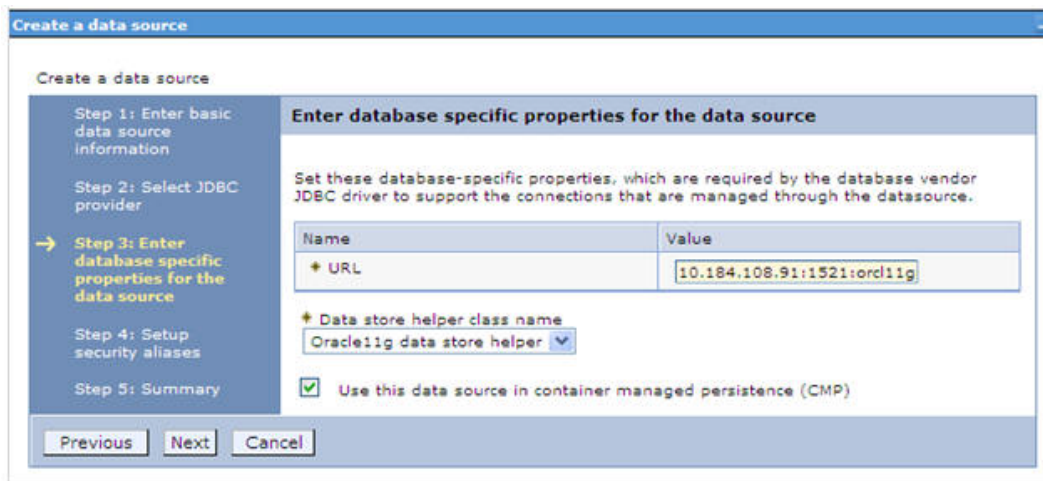 Create a data source
Create a data source
Step 1: Enter basic
data source
information
Step 2: Select JDBC
provider
Step 3: Enter
database specific
properties for the
data source
Step 4: Setup
security aliases
Step 5: Summary
Enter database specific properties for the data source
Set these database-specific properties, which are required by the database vendor
JDBC driver to support the connections that are managed through the datasource.
Name Value
URL 10.184.108.91:1521:orcl11g
Data store helper class name
Oracle11g data store helper
Use this data source in container managed persistence (CMP)
Previous Next Cancel